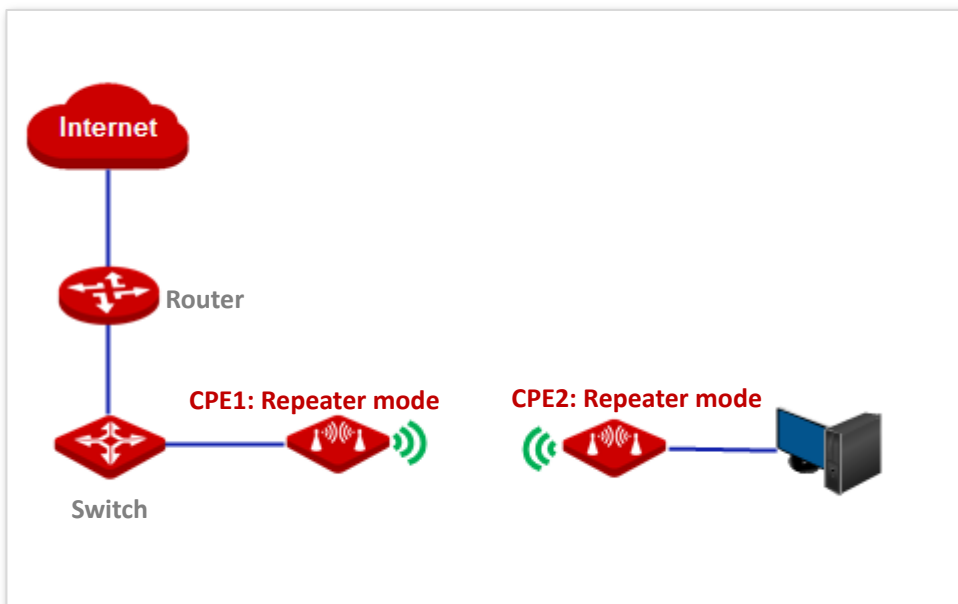 Internet
Router
CPE1: Repeater mode
CPE2: Repeater mode
Switch